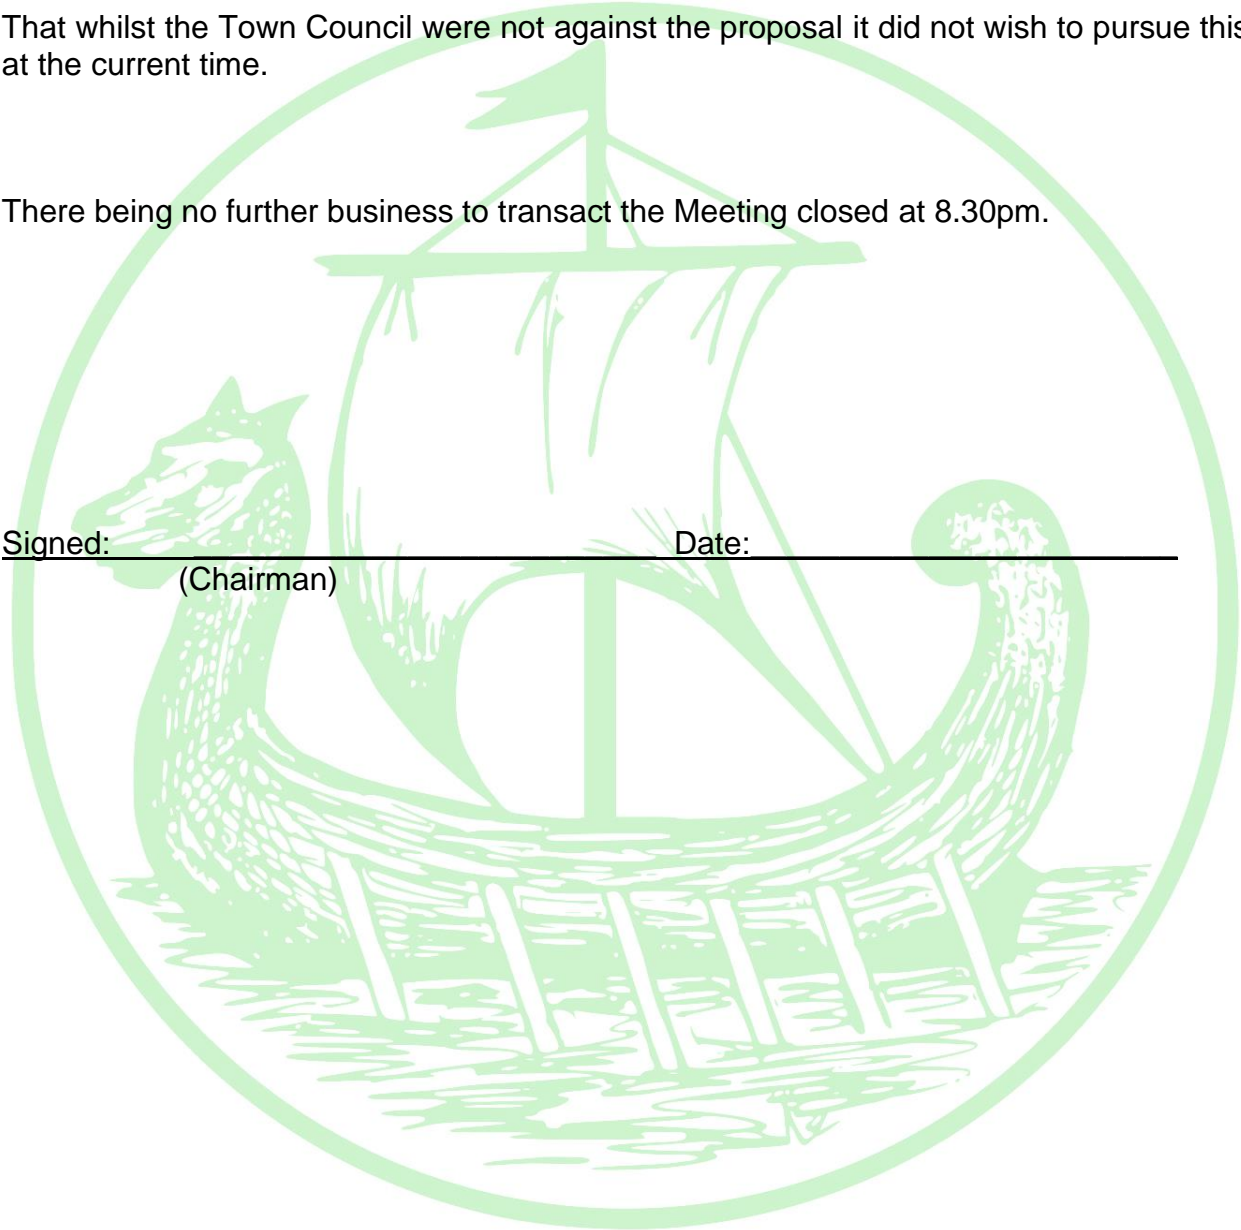 That whilst the Town Council were not against the proposal it did not wish to pursue this
at the current time.
There being no further business to transact the Meeting closed at 8.30pm.
Signed: Date:
(Chairman)